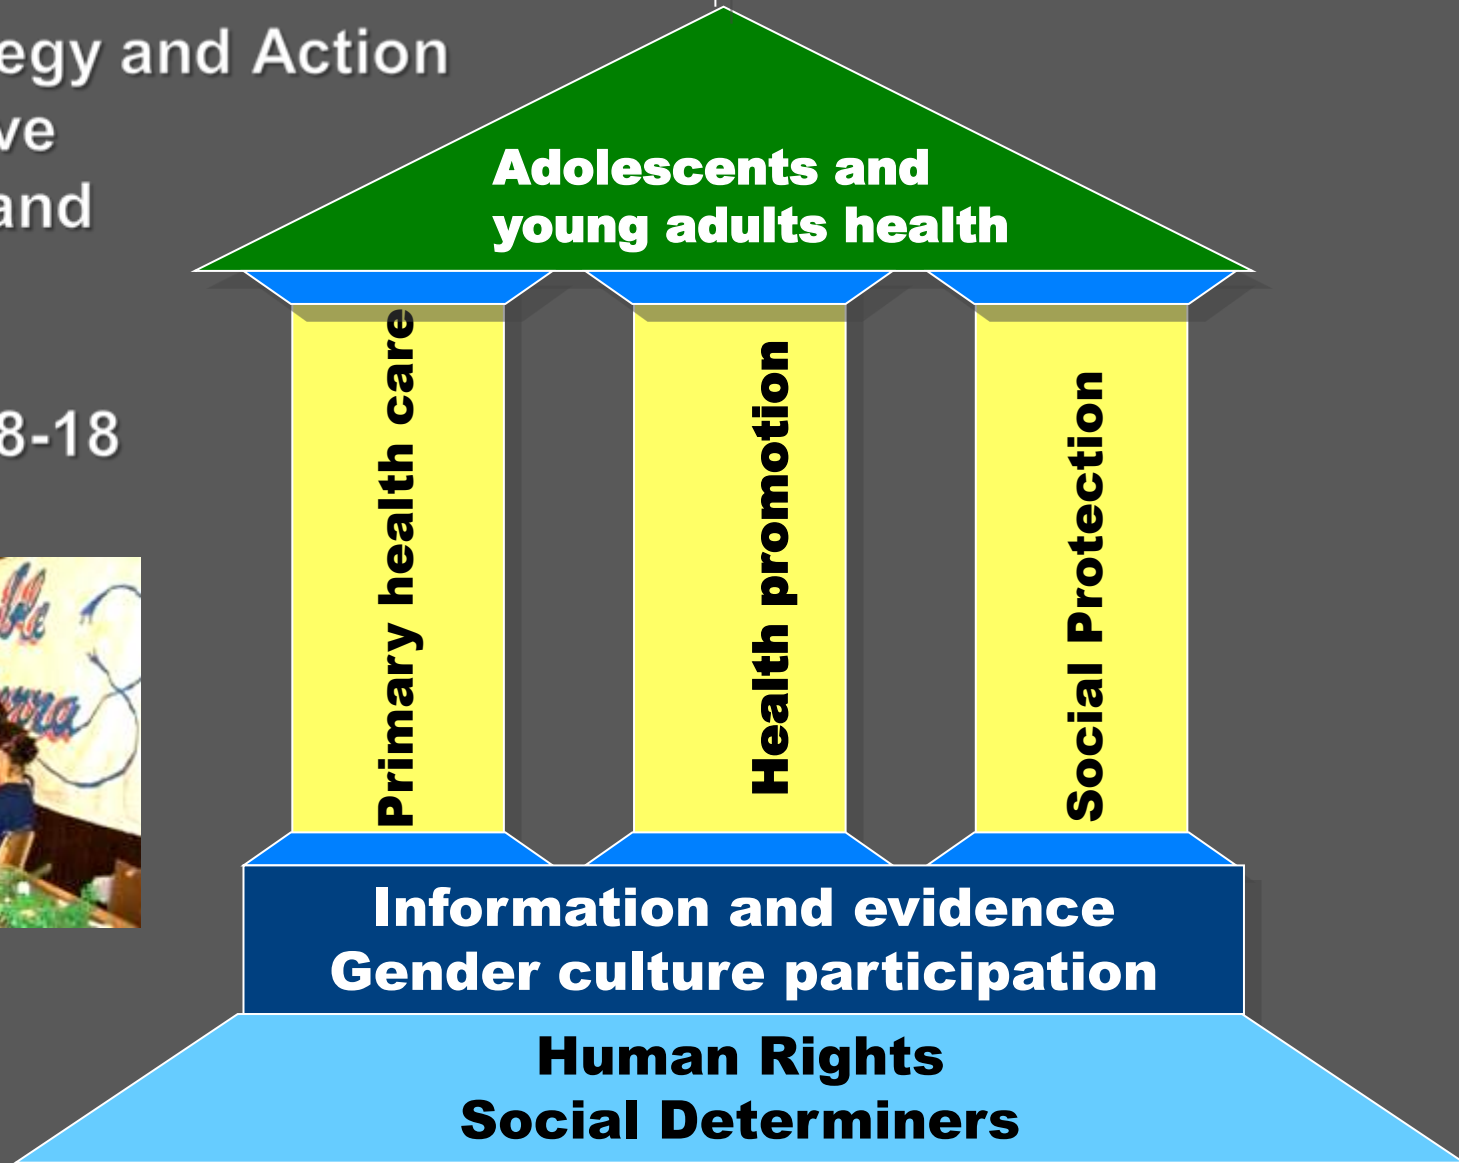 egy and Action
ve
and
8-18
Adolescents and
young adults health
Primary health care
Health promotion
Social Protection
Information and evidence
Gender culture participation
Human Rights
Social Determiners